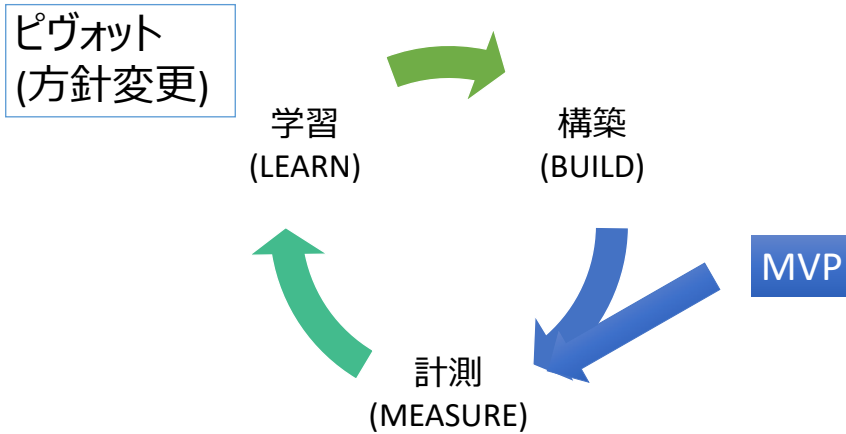 ピヴォット
(方針変更)
学習
(LEARN)
構築
(BUILD)
MVP
計測
(MEASURE)